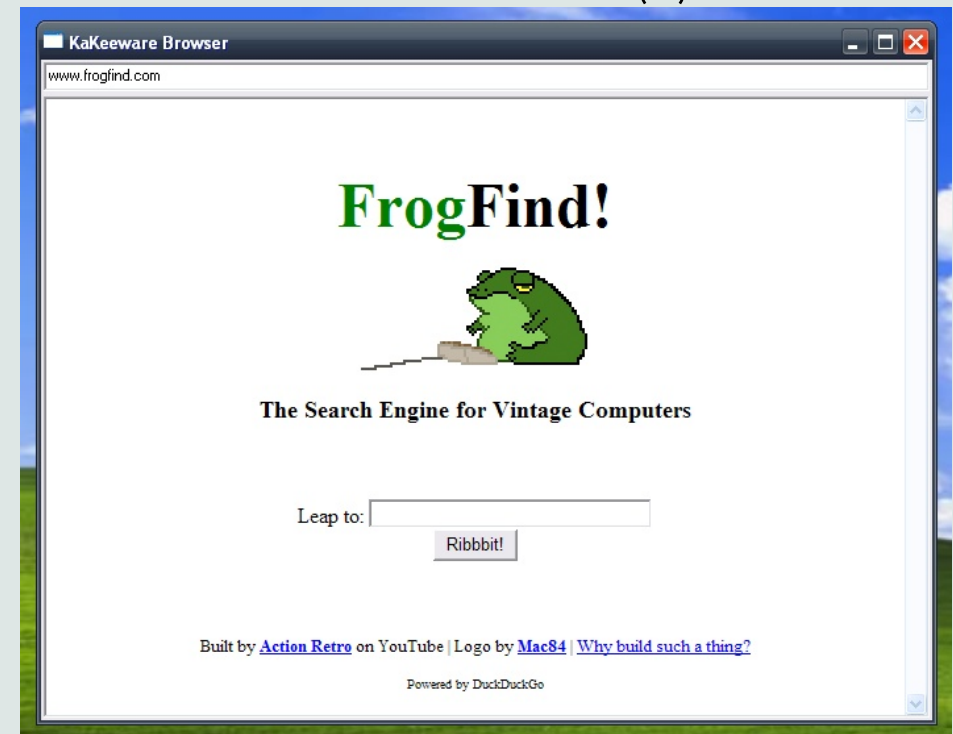 KaKeeware Browser
www.frogfind.com
FrogFind!
The Search Engine for Vintage Computers
Leap to:
Ribbbit!
Built by Action Retro on YouTube | Logo by Mac84 | Why build such a thing?
Powered by DuckDuckGo